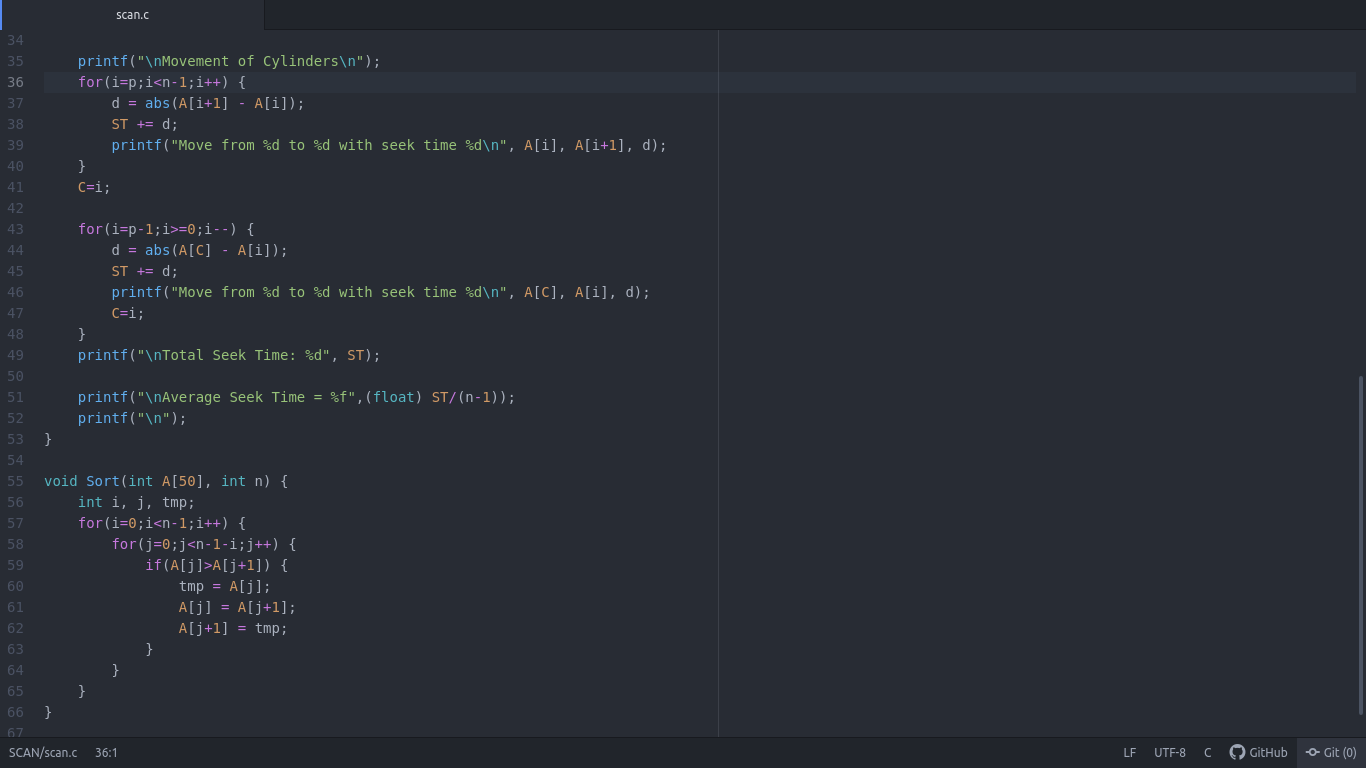 scan.c
34
35     printf("\nMovement of Cylinders\n");
36     for(i=p;i<n-1;i++) {
37         d = abs(A[i+1] - A[i]);
38         ST += d;
39         printf("Move from %d to %d with seek time %d\n", A[i], A[i+1], d);
40     }
41     C=i;
42
43     for(i=p-1;i>=0;i--) {
44         d = abs(A[C] - A[i]);
45         ST += d;
46         printf("Move from %d to %d with seek time %d\n", A[C], A[i], d);
47         C=i;
48     }
49     printf("\nTotal Seek Time: %d", ST);
50
51     printf("\nAverage Seek Time = %f",(float) ST/(n-1));
52     printf("\n");
53 }
54
55 void Sort(int A[50], int n) {
56     int i, j, tmp;
57     for(i=0;i<n-1;i++) {
58         for(j=0;j<n-1-i;j++) {
59             if(A[j]>A[j+1]) {
60                 tmp = A[j];
61                 A[j] = A[j+1];
62                 A[j+1] = tmp;
63             }
64         }
65     }
66 }
67
SCAN/scan.c 36:1 LF UTF-8 C GitHub Git (0)